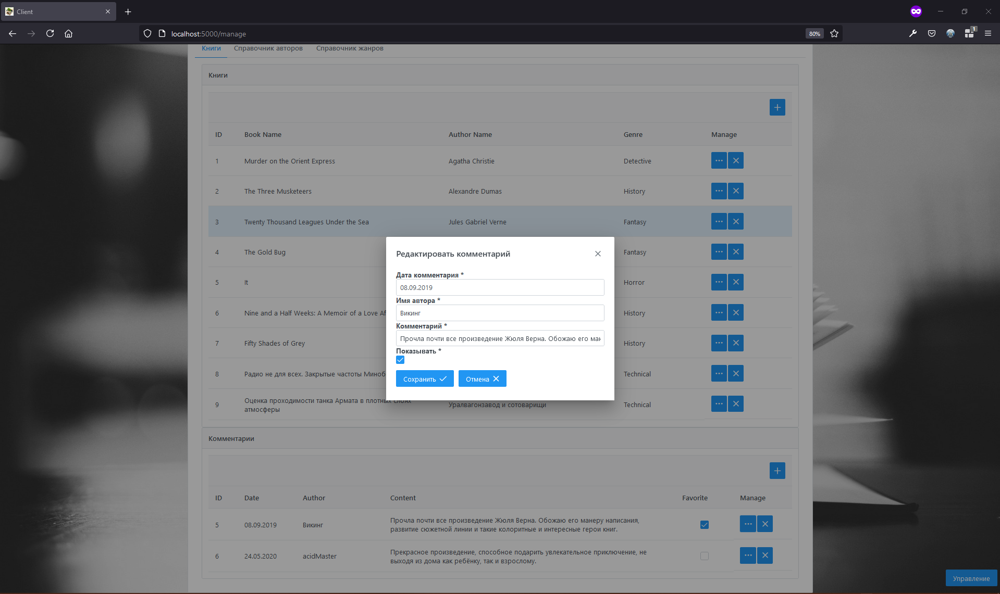 Client
localhost:5000/manage
80%
1
Книги Справочник авторов Справочник жанров
Книги
ID Book Name Author Name Genre Manage
1 Murder on the Orient Express Agatha Christie Detective
2 The Three Musketeers Alexandre Dumas History
3 Twenty Thousand Leagues Under the Sea Jules Gabriel Verne Fantasy
4 The Gold Bug Fantasy
5 It Horror
6 Nine and a Half Weeks: A Memoir of a Love Af History
7 Fifty Shades of Grey History
8 Радио не для всех. Закрытые частоты Миноб Technical
9 Оценка проходимости танка Армата в плотных слоях
атмосферы Уралвагонзавод и сотоварищи Technical
Редактировать комментарий
Дата комментария *
08.09.2019
Имя автора *
Викинг
Комментарий *
Прочла почти все произведение Жюля Верна. Обожаю его ман
Показывать *
Сохранить Отмена
Комментарии
ID Date Author Content Favorite Manage
5 08.09.2019 Викинг Прочла почти все произведение Жюля Верна. Обожаю его манеру написания,
развитие сюжетной линии и такие колоритные и интересные герои книг.
6 24.05.2020 acidMaster Прекрасное произведение, способное подарить увлекательное приключение, не
выходя из дома как ребёнку, так и взрослому.
Управление